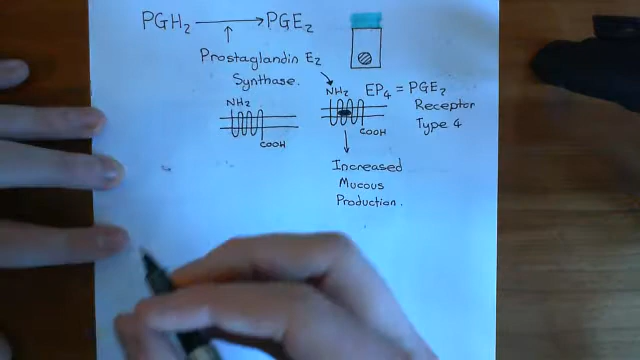 PGH2 → PGE2
Prostaglandin E2
Synthase.
NH2
COOH
NH2
EP4 = PGE2
Receptor
Type 4
COOH
Increased
Mucous
Production.